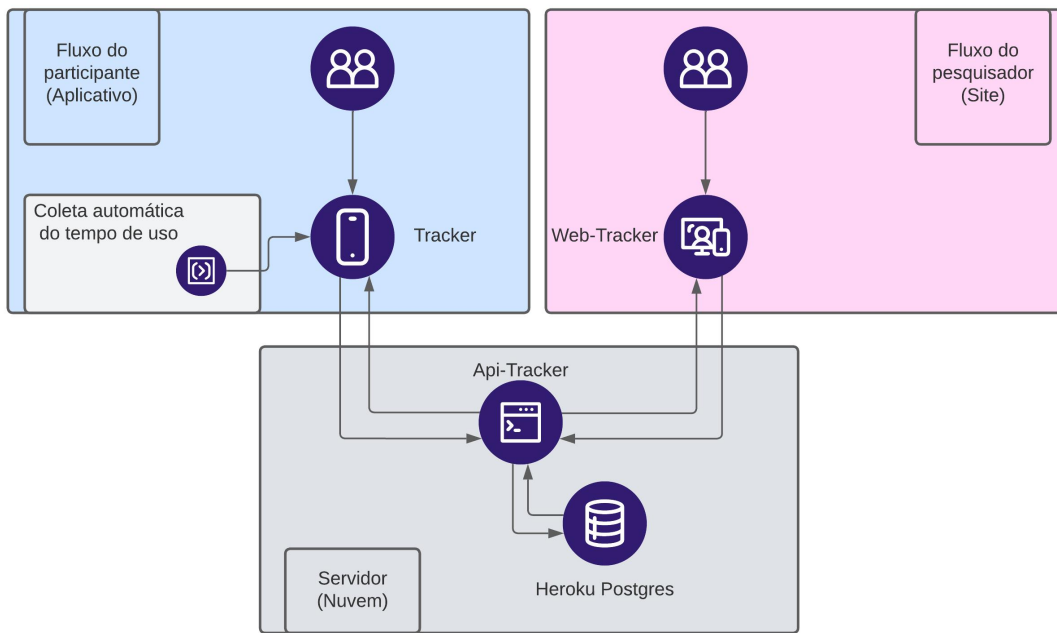 Fluxo do
participante
(Aplicativo)
Fluxo do
pesquisador
(Site)
Coleta automática
do tempo de uso
Tracker
Web-Tracker
Api-Tracker
Servidor
(Nuvem)
Heroku Postgres